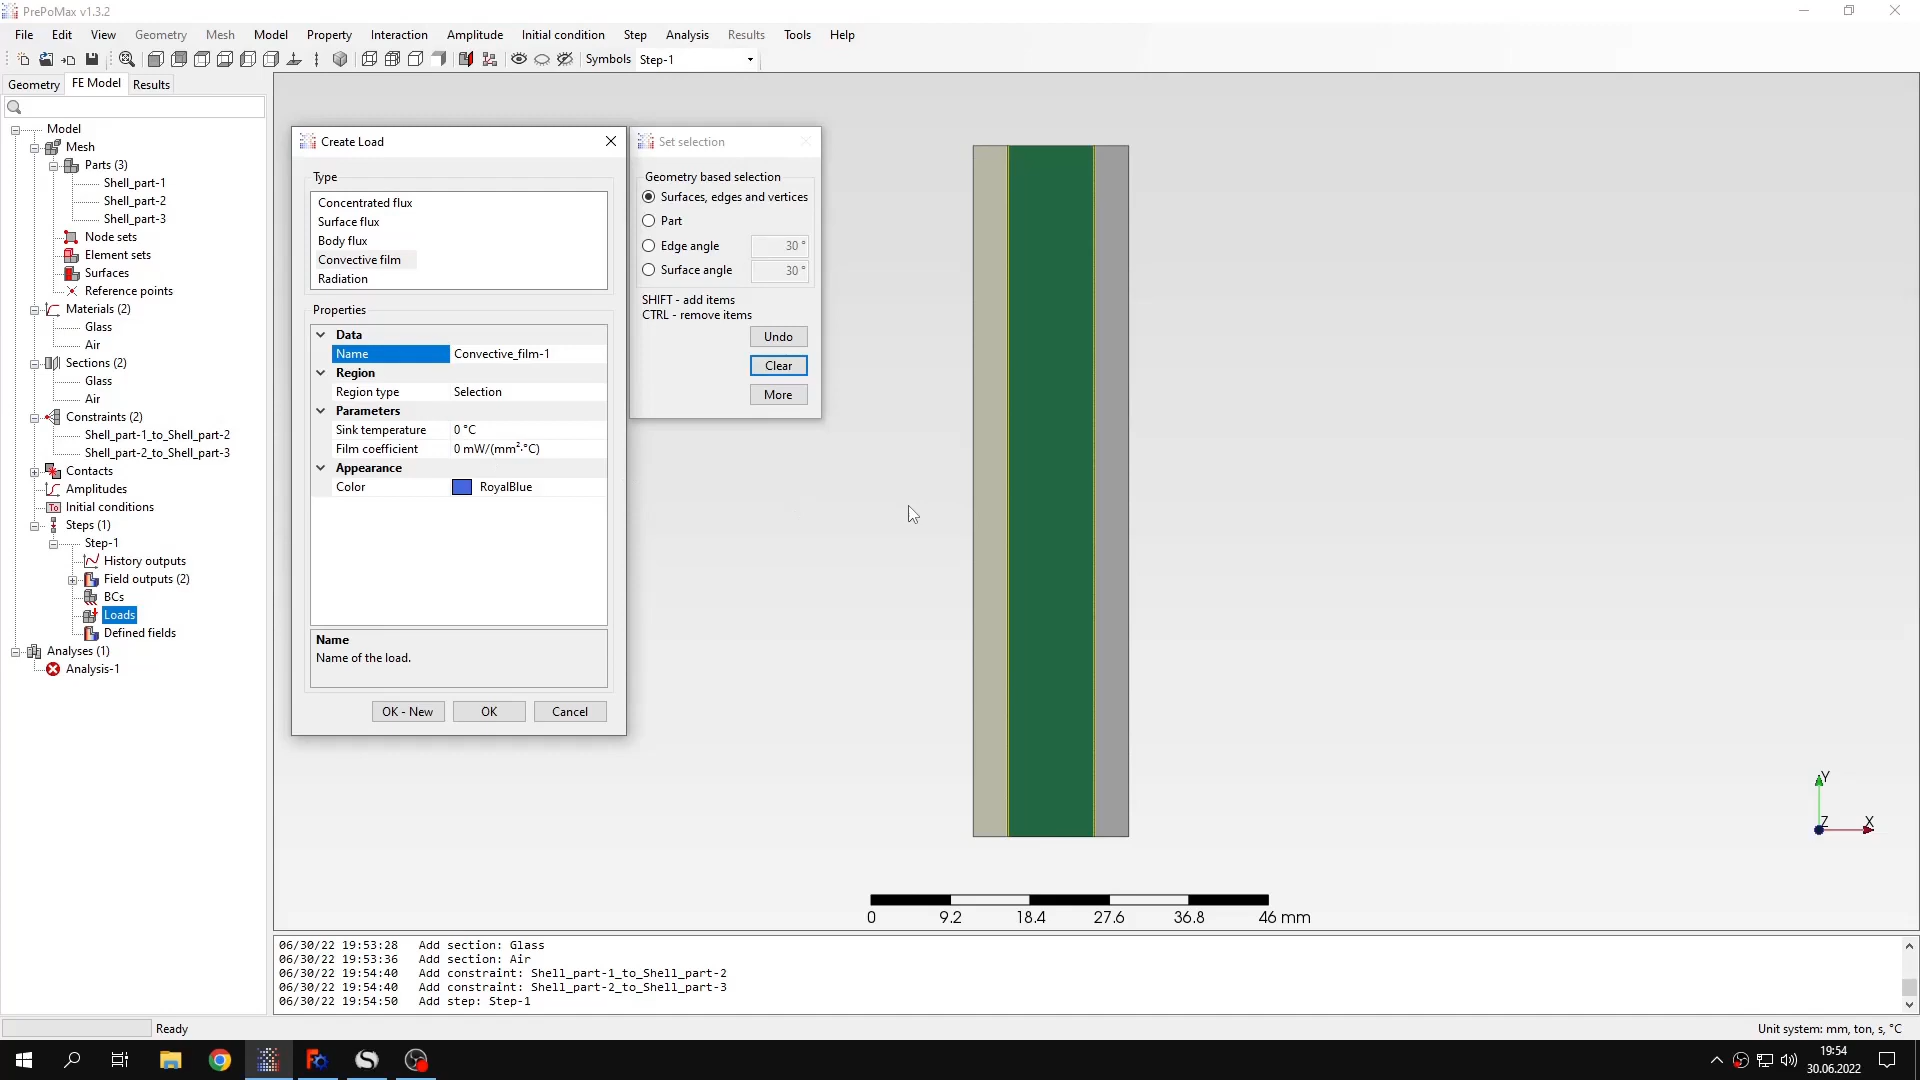 PrePoMax v1.3.2
File Edit View Geometry Mesh Model Property Interaction Amplitude Initial condition Step Analysis Results Tools Help
Symbols Step-1
Geometry FE Model Results
Model
Mesh
Parts (3)
Shell_part-1
Shell_part-2
Shell_part-3
Node sets
Element sets
Surfaces
Reference points
Materials (2)
Glass
Air
Sections (2)
Glass
Air
Constraints (2)
Shell_part-1_to_Shell_part-2
Shell_part-2_to_Shell_part-3
Contacts
Amplitudes
Initial conditions
Steps (1)
Step-1
History outputs
Field outputs (2)
BCs
Loads
Defined fields
Analyses (1)
Analysis-1
Create Load
Type
Concentrated flux
Surface flux
Body flux
Convective film
Radiation
Properties
Data
Name Convective_film-1
Region
Region type Selection
Parameters
Sink temperature 0 °C
Film coefficient 0 mW/(mm²·°C)
Appearance
Color RoyalBlue
Name
Name of the load.
OK - New OK Cancel
Set selection
Geometry based selection
Surfaces, edges and vertices
Part
Edge angle 30 °
Surface angle 30 °
SHIFT - add items
CTRL - remove items
Undo
Clear
More
Y
Z X
0 9.2 18.4 27.6 36.8 46 mm
06/30/22 19:53:28 Add section: Glass
06/30/22 19:53:36 Add section: Air
06/30/22 19:54:40 Add constraint: Shell_part-1_to_Shell_part-2
06/30/22 19:54:40 Add constraint: Shell_part-2_to_Shell_part-3
06/30/22 19:54:50 Add step: Step-1
Ready
Unit system: mm, ton, s, °C
19:54
30.06.2022